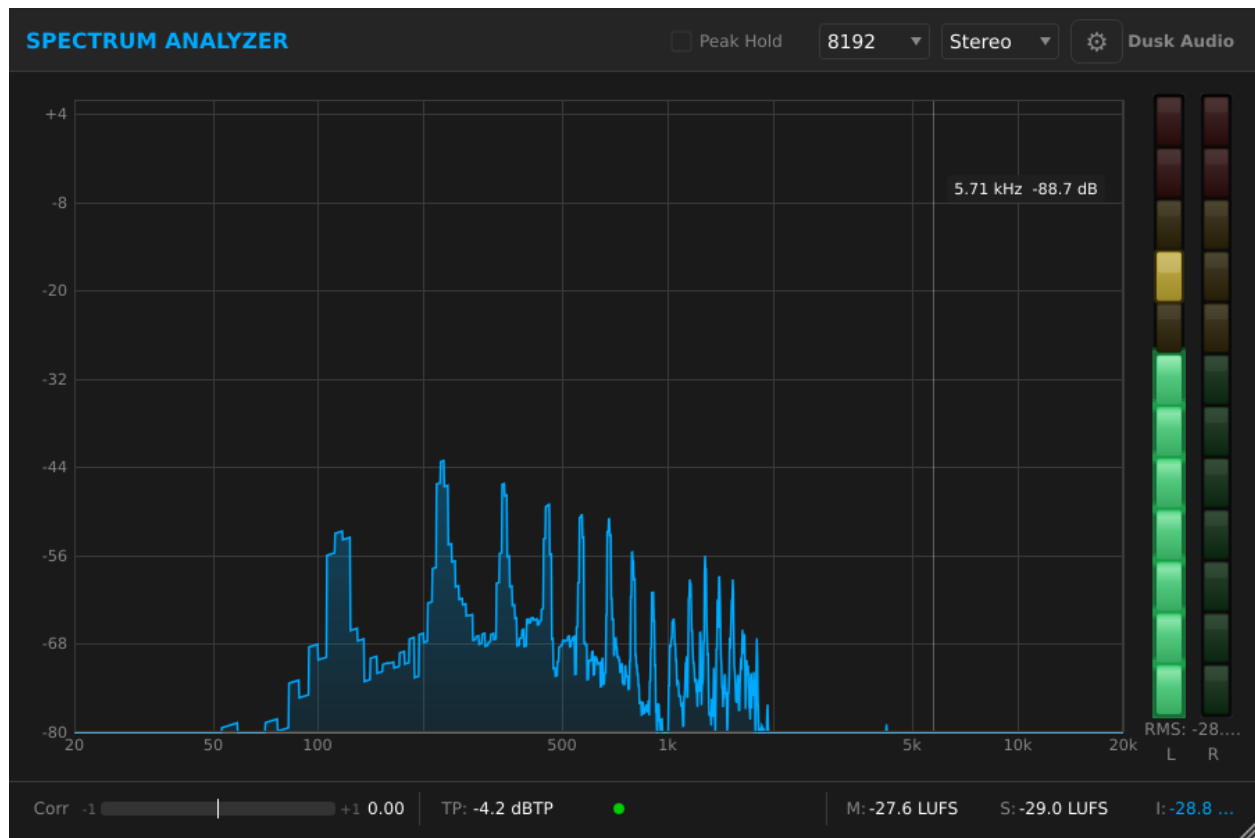 SPECTRUM ANALYZER Peak Hold 8192 Stereo Dusk Audio
+4
5.71 kHz -88.7 dB
-8
-20
-32
-44
-56
-68
-80
20 50 100 500 1k 5k 10k 20k
RMS: -28....
L R
Corr -1 +1 0.00 TP: -4.2 dBTP M: -27.6 LUFS S: -29.0 LUFS I: -28.8 ...